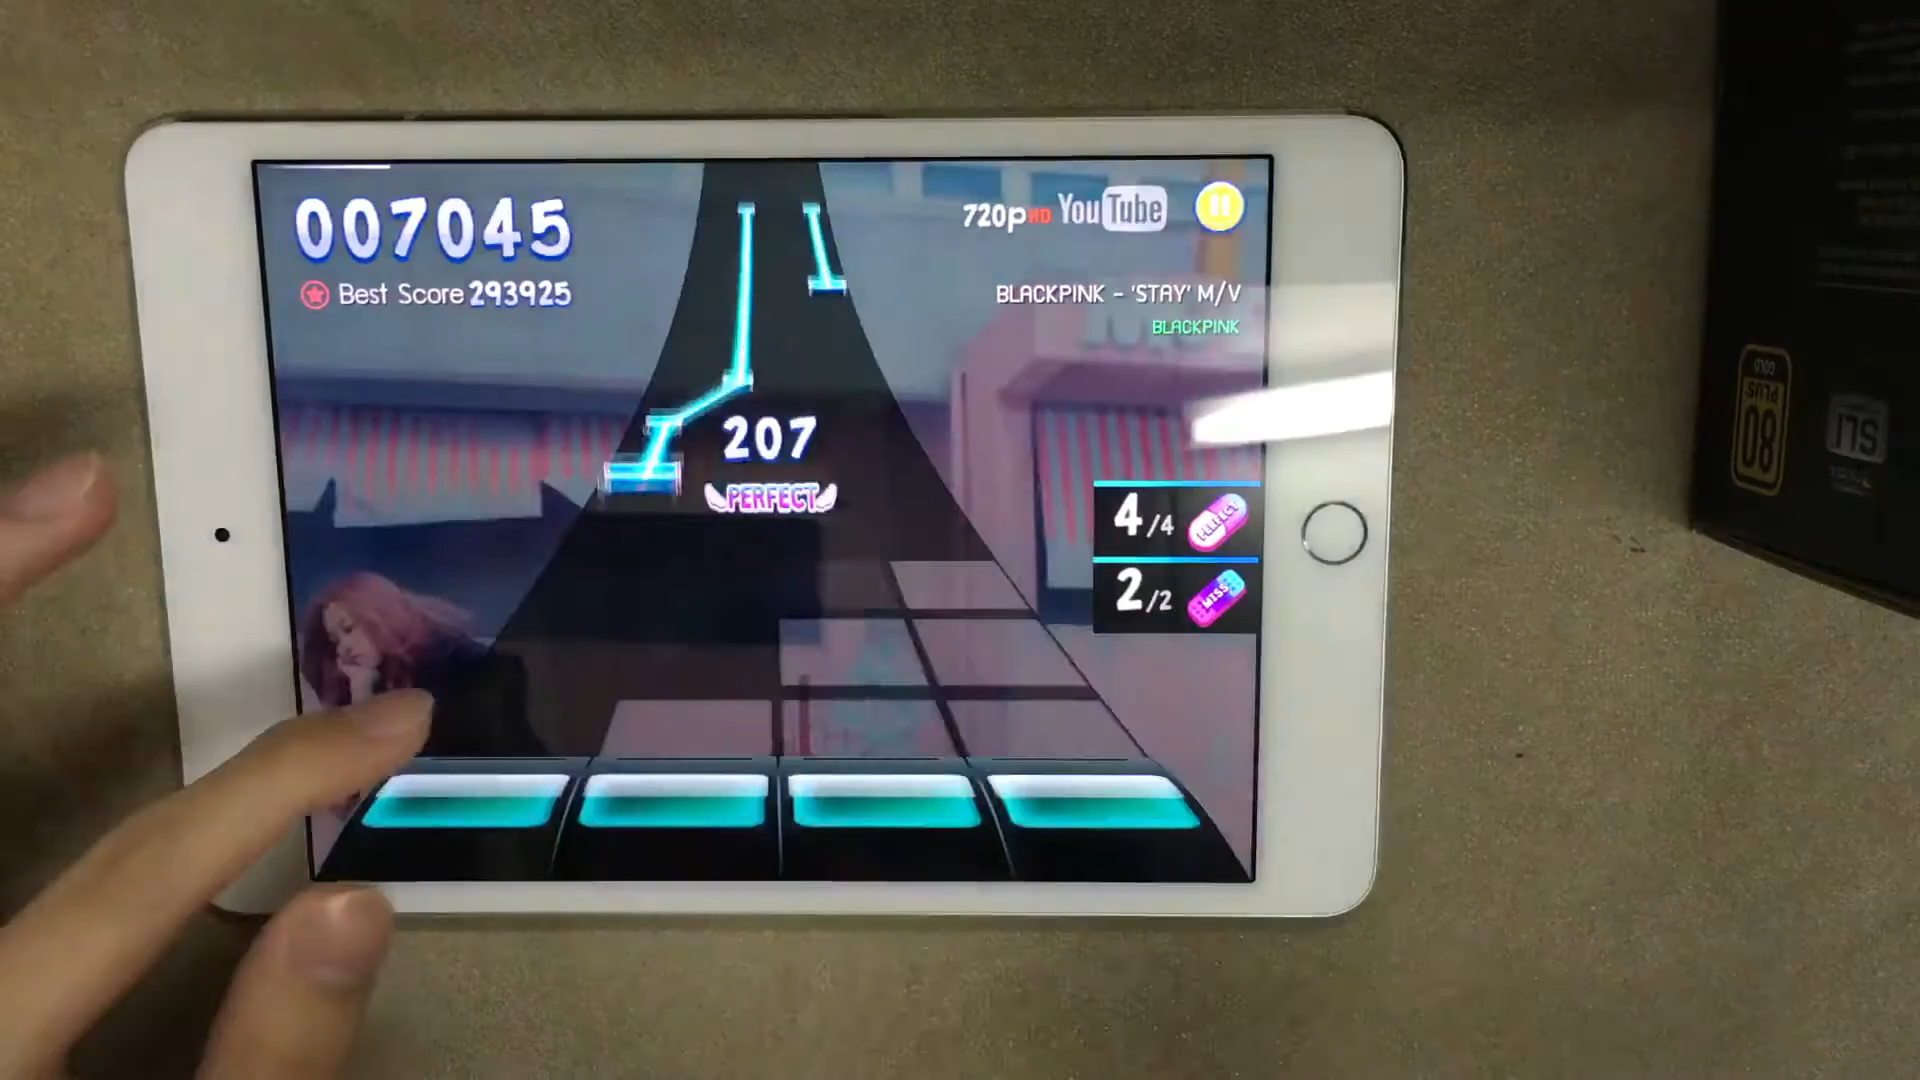 007045
Best Score 293925
720pHD YouTube
BLACKPINK - 'STAY' M/V
BLACKPINK
207
PERFECT
4/4 PERFECT
2/2 MISS
80
PLUS
GOLD
SLI